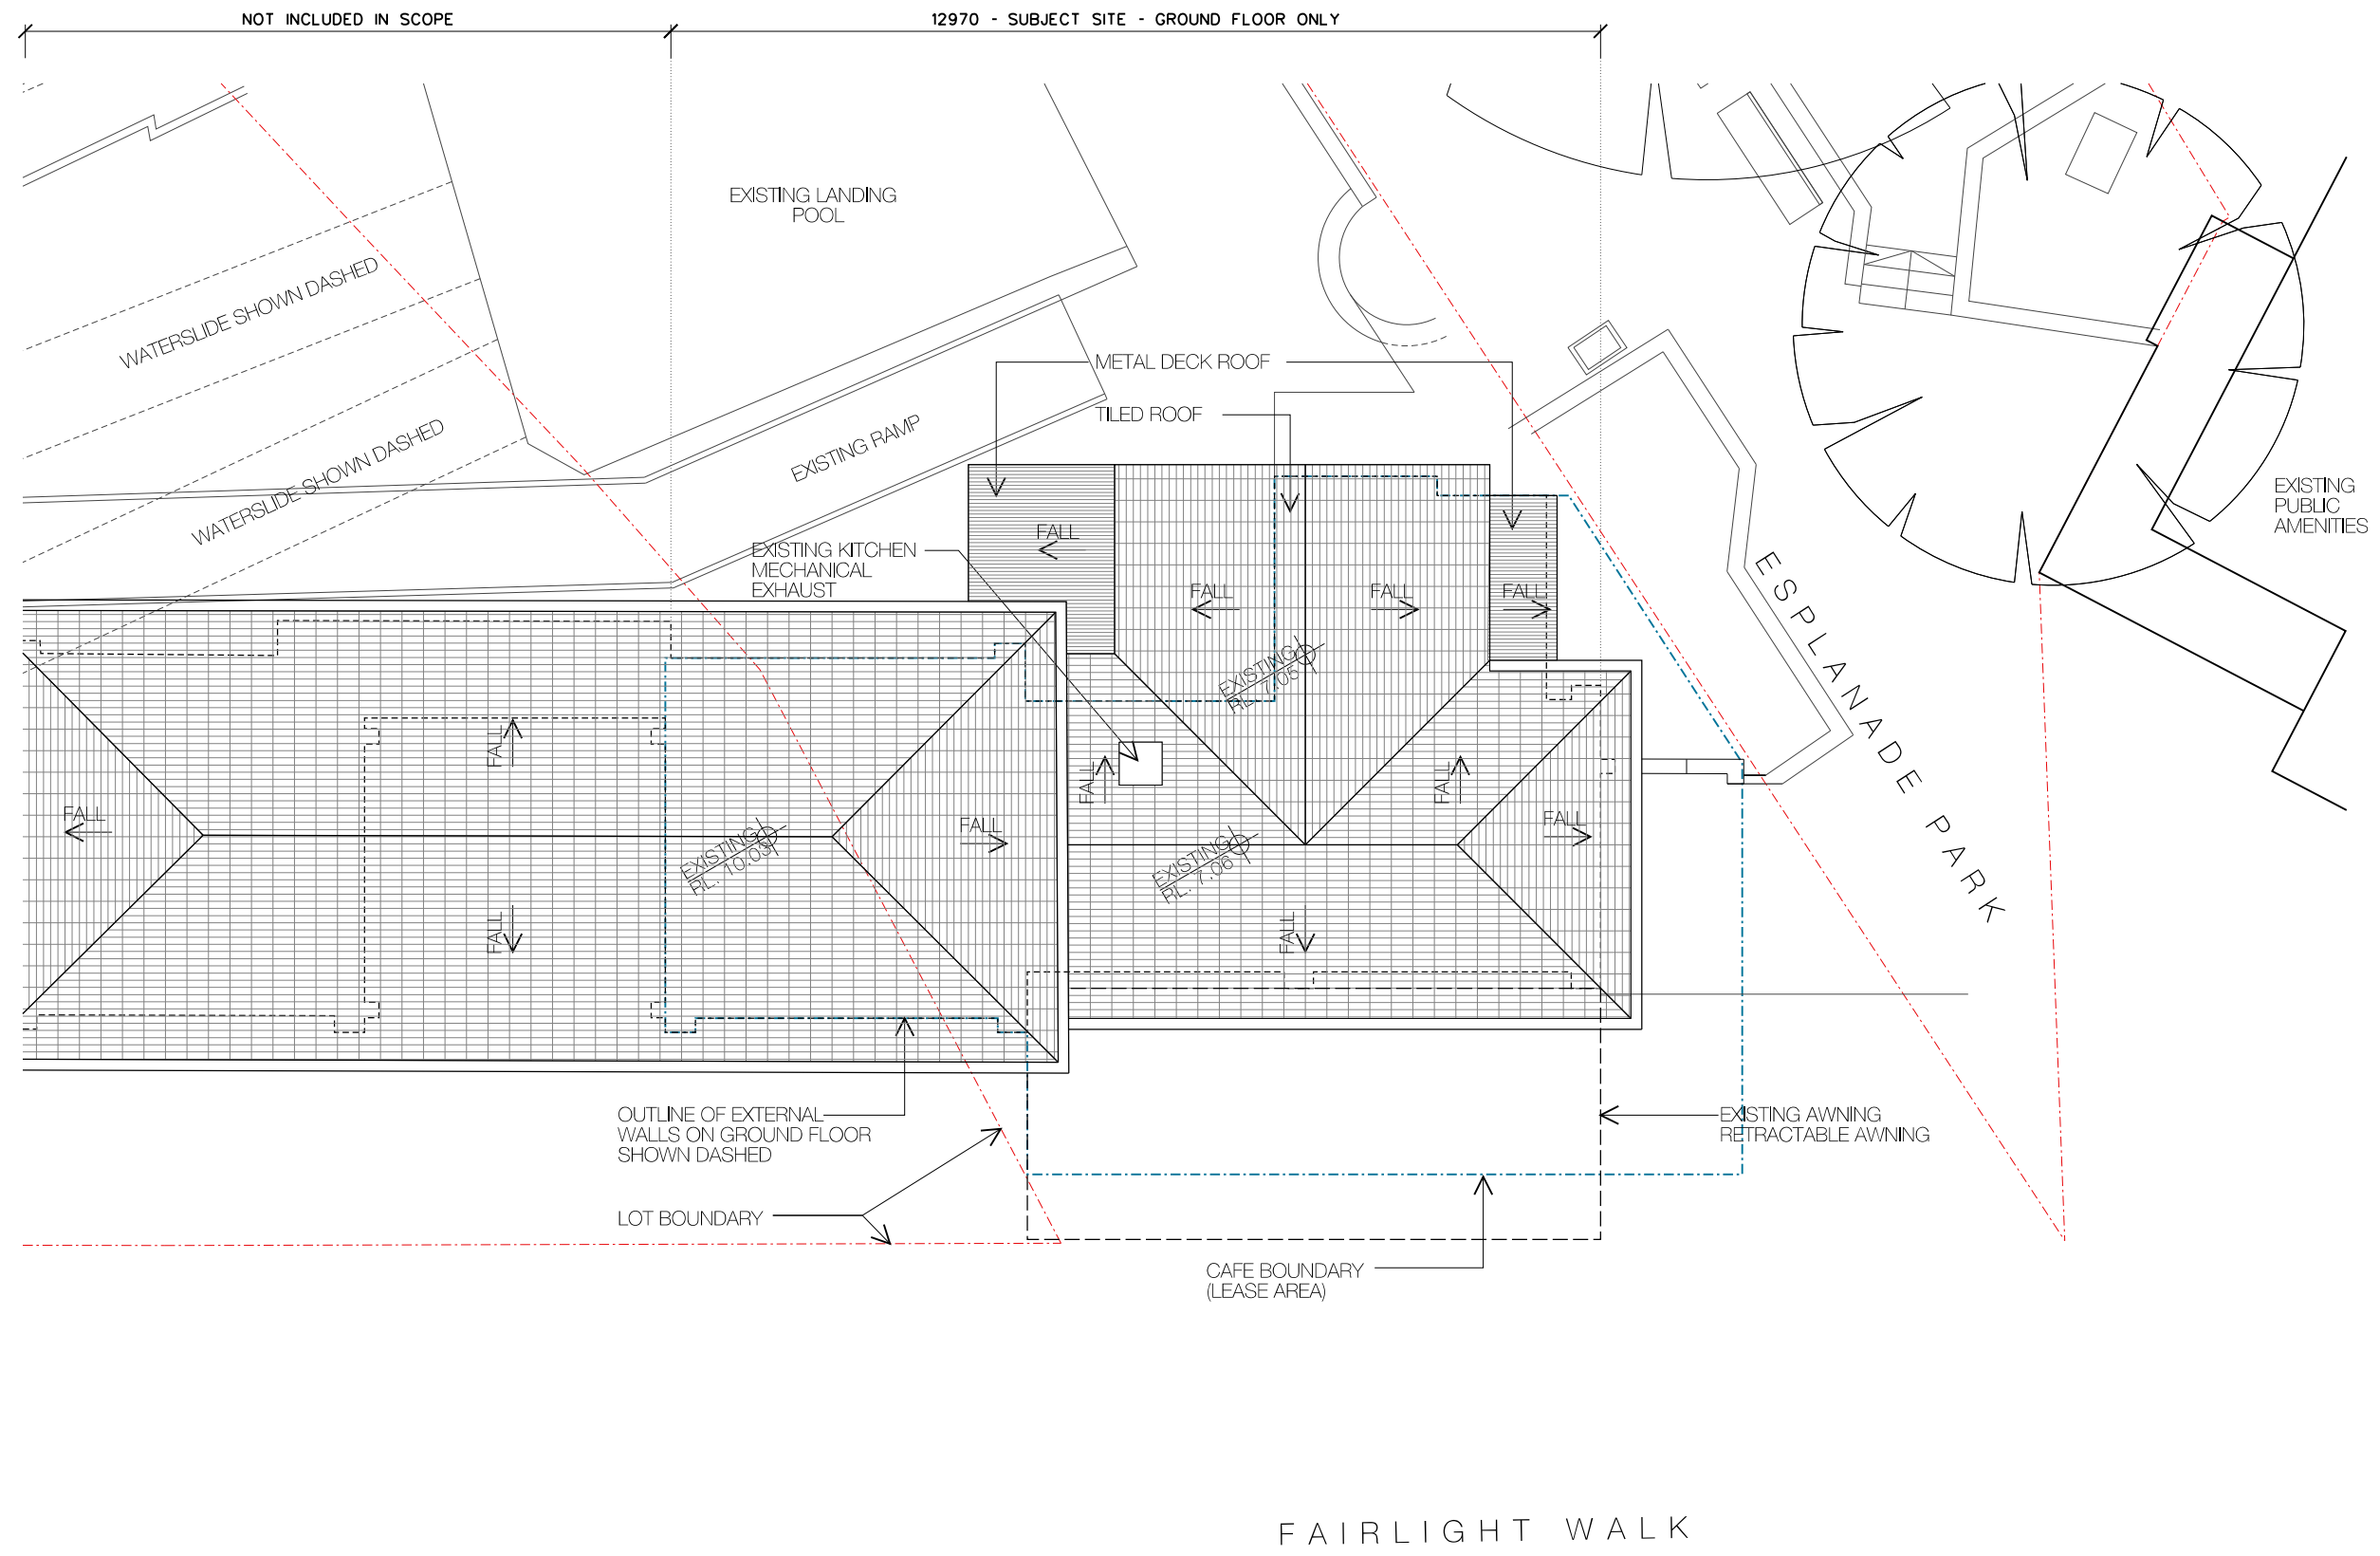 NOT INCLUDED IN SCOPE
12970 - SUBJECT SITE - GROUND FLOOR ONLY
EXISTING LANDING
POOL
WATERSLIDE SHOWN DASHED
METAL DECK ROOF
TILED ROOF
EXISTING RAMP
WATERSLIDE SHOWN DASHED
EXISTING
PUBLIC
AMENITIES
EXISTING KITCHEN
MECHANICAL
EXHAUST
FALL
FALL
FALL
FALL
ESPLANADE PARK
EXISTING
RL. 7.05
FALL
FALL
FALL
FALL
FALL
FALL
EXISTING
RL. 10.03
EXISTING
RL. 7.06
FALL
FALL
OUTLINE OF EXTERNAL
WALLS ON GROUND FLOOR
SHOWN DASHED
EXISTING AWNING
RETRACTABLE AWNING
LOT BOUNDARY
CAFE BOUNDARY
(LEASE AREA)
FAIRLIGHT WALK